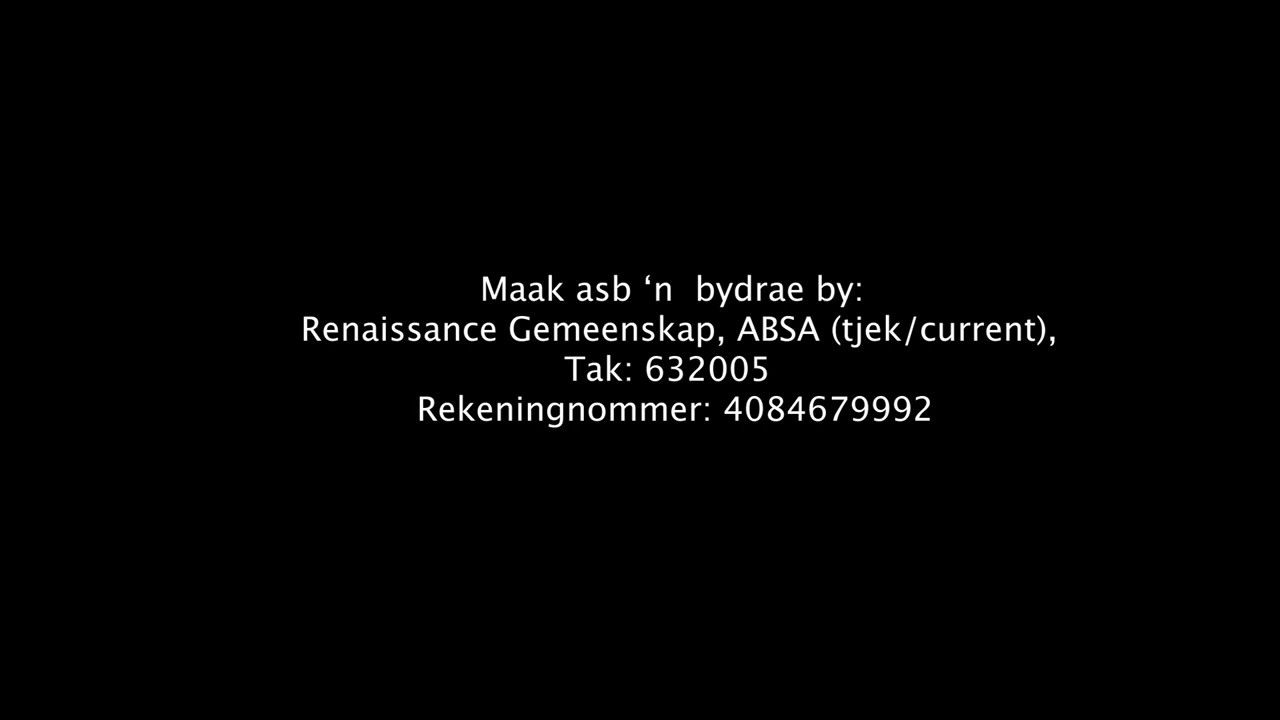 Maak asb ‘n  bydrae by:
Renaissance Gemeenskap, ABSA (tjek/current),
Tak: 632005
Rekeningnommer: 4084679992